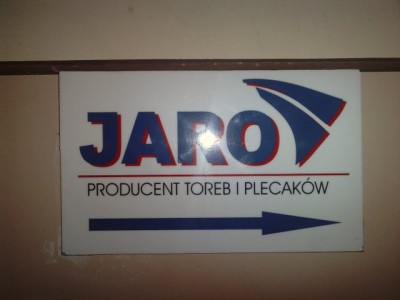 JARO
PRODUCENT TOREB I PLECAKÓW